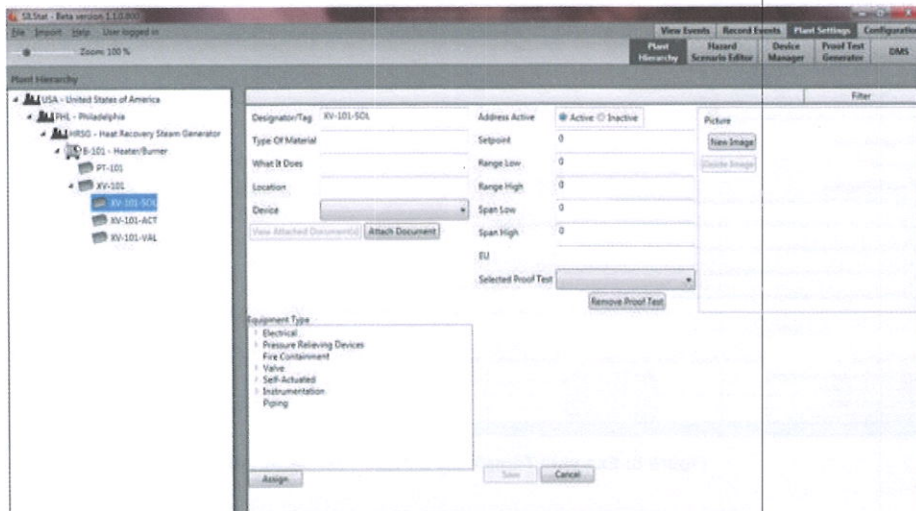 SILStat - Beta version 1.1.0.800
File Import Help User logged in
View Events Record Events Plant Settings Configuration
Zoom: 100 %
Plant Hierarchy Hazard Scenario Editor Device Manager Proof Test Generator DMS
Plant Hierarchy
USA - United States of America
PHL - Philadelphia
HRSG - Heat Recovery Steam Generator
B-101 - Heater/Burner
PT-101
XV-101
XV-101-SOL
XV-101-ACT
XV-101-VAL
Filter
Designator/Tag XV-101-SOL
Type Of Material
What It Does
Location
Device
View Attached Document(s) Attach Document
Address Active Active Inactive
Setpoint 0
Range Low 0
Range High 0
Span Low 0
Span High 0
EU
Selected Proof Test
Remove Proof Test
Picture
New Image
Delete Image
Equipment Type
Electrical
Pressure Relieving Devices
Fire Containment
Valve
Self-Actuated
Instrumentation
Piping
Assign
Save Cancel